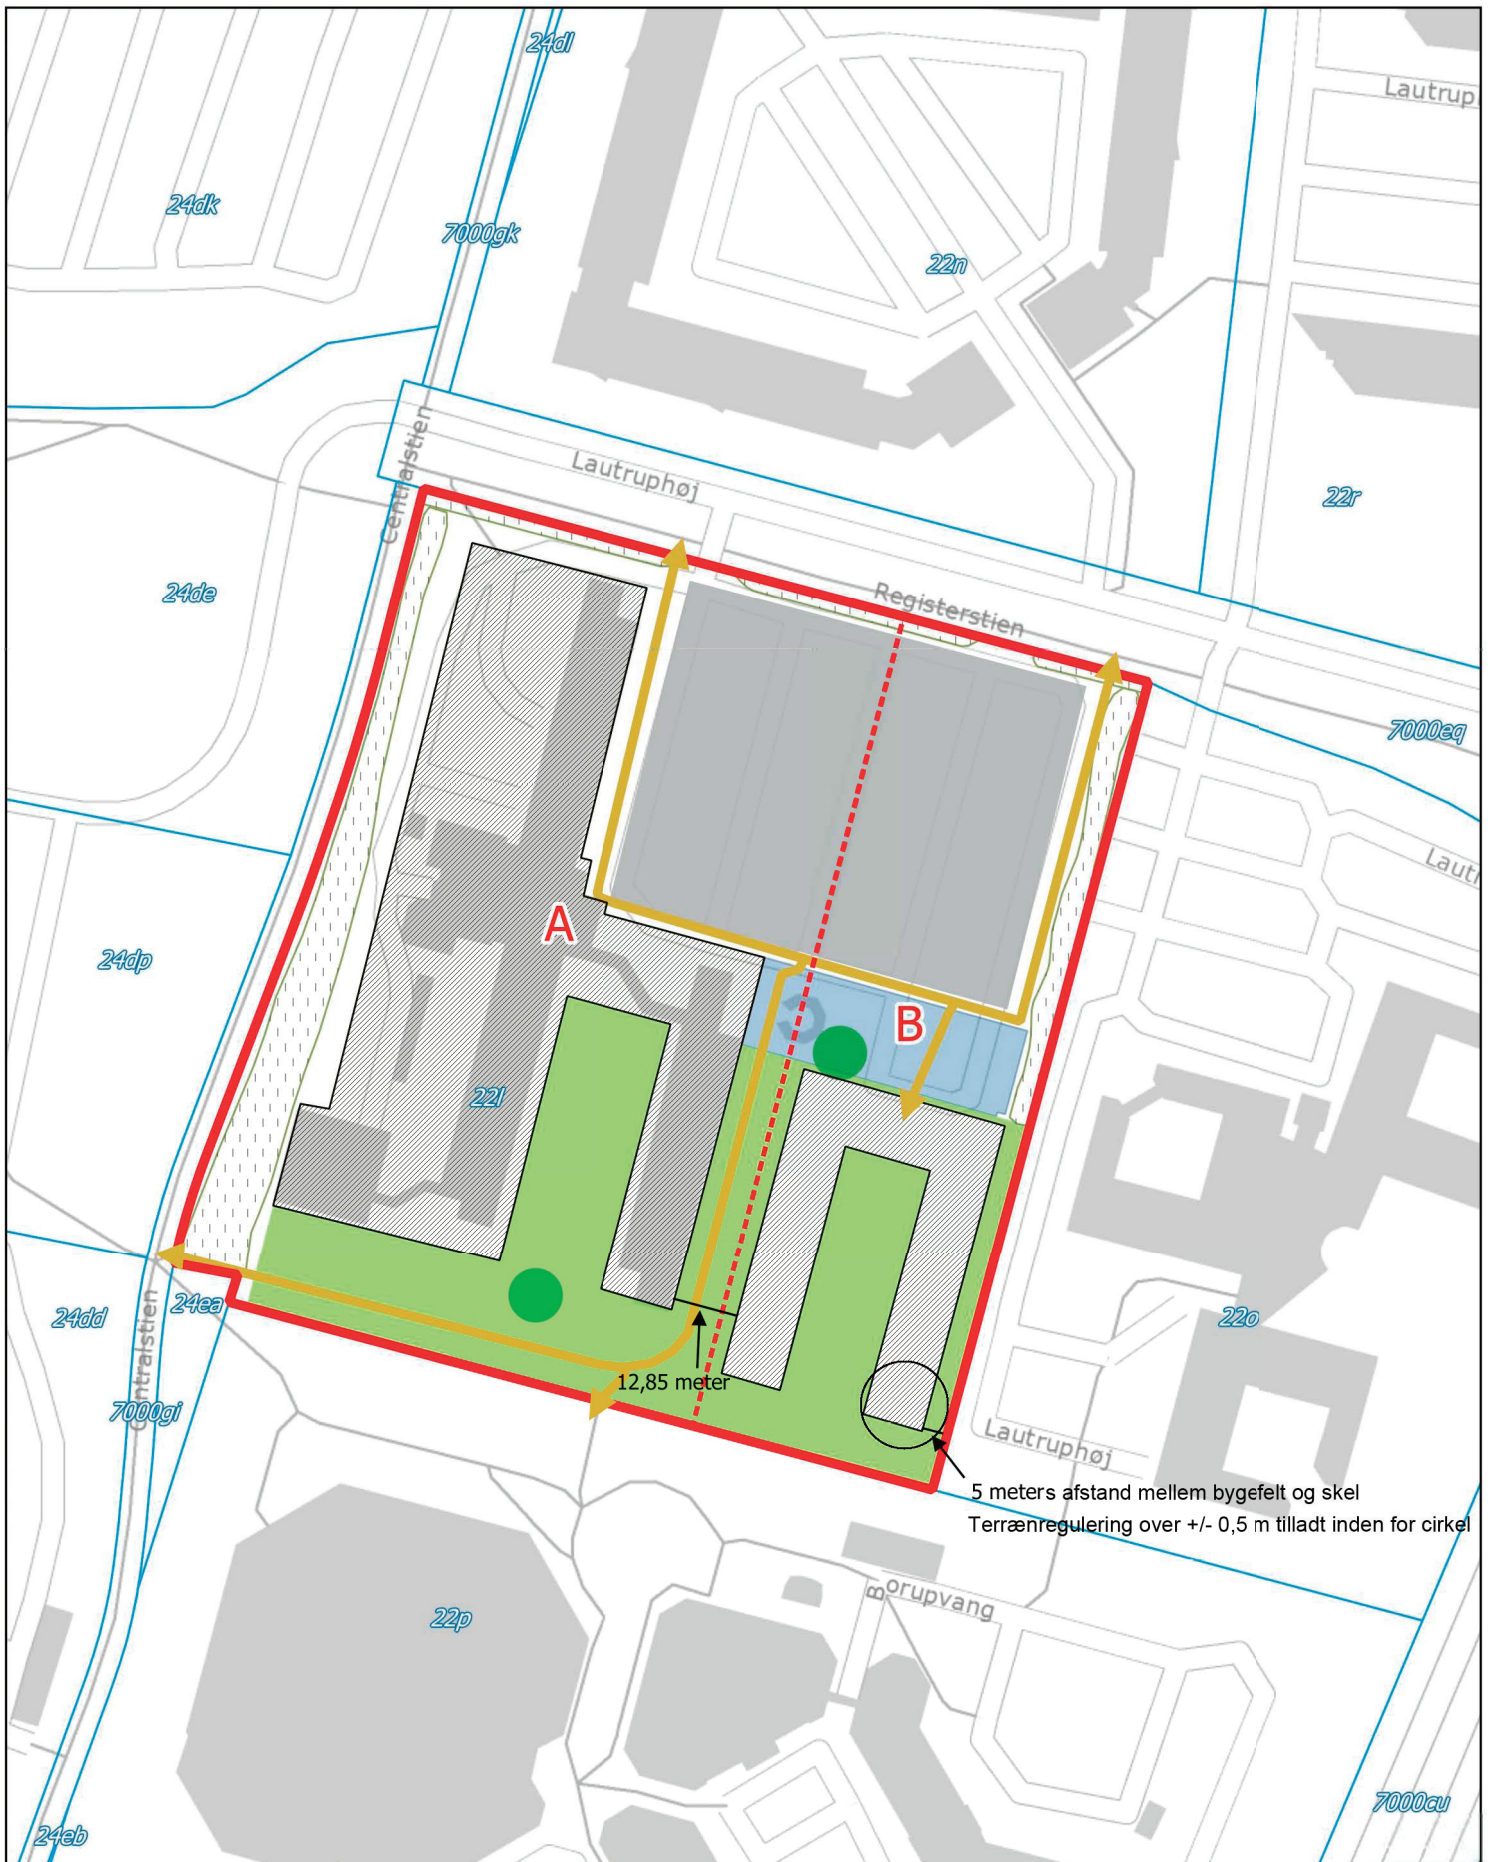 24dl
Lautrup
24dk
7000gk
22n
Centralstien
Lautruphøj
22r
24de
Registerstien
7000eq
Laut
A
24dp
B
22l
24ea
24dd
Centralstien
22o
12,85 meter
7000gi
Lautruphøj
5 meters afstand mellem bygefelt og skel
Terrænregulering over +/- 0,5 m tilladt inden for cirkel
Borupvang
22p
7000cu
24eb